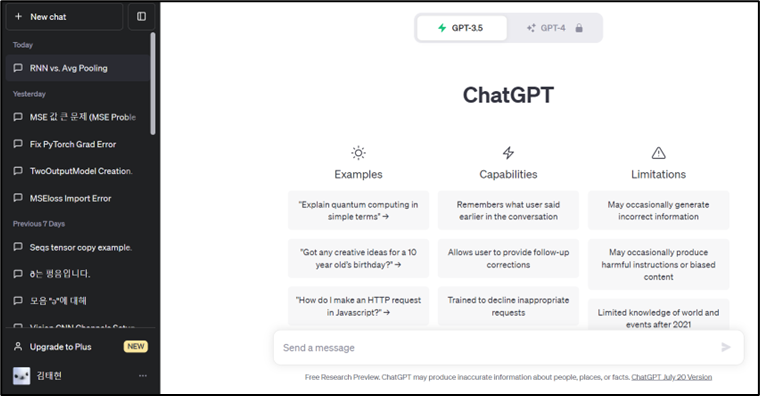 + New chat
Today
RNN vs. Avg Pooling
Yesterday
MSE 값 큰 문제 (MSE Proble
Fix PyTorch Grad Error
TwoOutputModel Creation.
MSEloss Import Error
Previous 7 Days
Seqs tensor copy example.
ð는 평음입니다.
모음 "ə"에 대해
Vision CNN Channels Setup
Upgrade to Plus
NEW
김태현
GPT-3.5
GPT-4
ChatGPT
Examples
"Explain quantum computing in
simple terms" →
"Got any creative ideas for a 10
year old's birthday?" →
"How do I make an HTTP request
in Javascript?" →
Capabilities
Remembers what user said
earlier in the conversation
Allows user to provide follow-up
corrections
Trained to decline inappropriate
requests
Limitations
May occasionally generate
incorrect information
May occasionally produce
harmful instructions or biased
content
Limited knowledge of world and
events after 2021
Send a message
Free Research Preview. ChatGPT may produce inaccurate information about people, places, or facts. ChatGPT July 20 Version